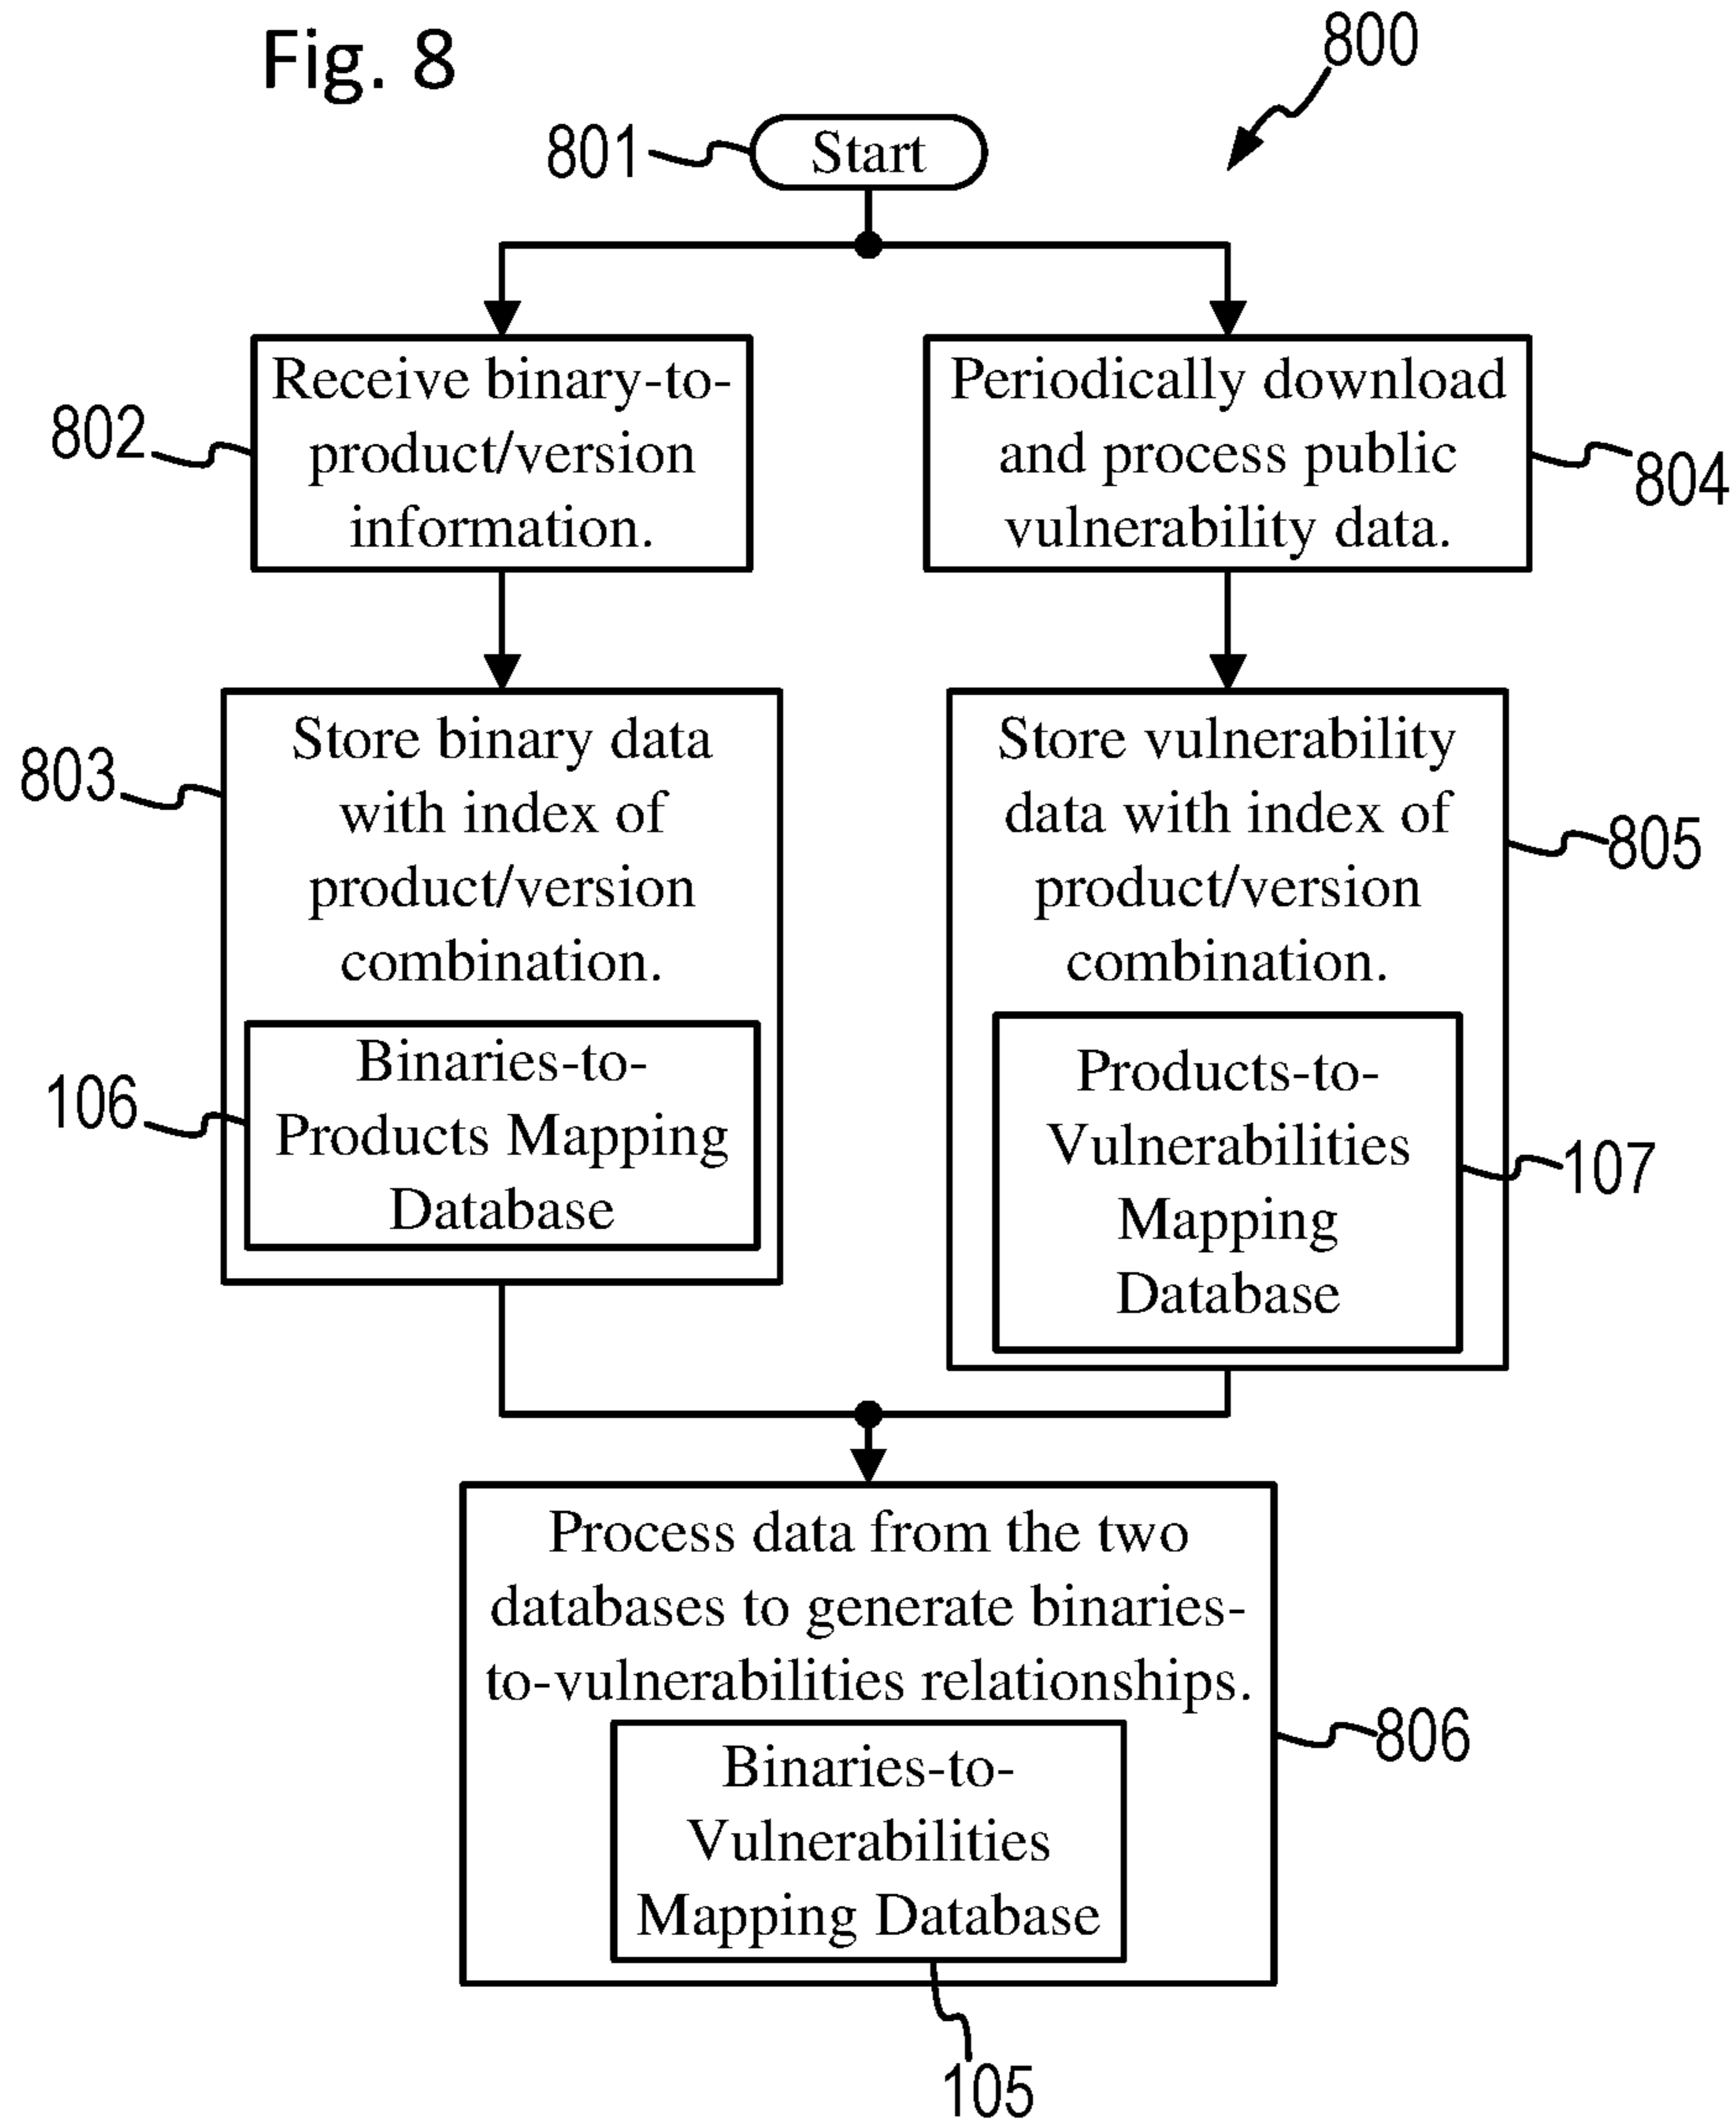 Fig. 8
800
801
Start
Receive binary-to-
product/version
information.
802
Periodically download
and process public
vulnerability data.
804
Store binary data
with index of
product/version
combination.
803
Binaries-to-
Products Mapping
Database
106
Store vulnerability
data with index of
product/version
combination.
805
Products-to-
Vulnerabilities
Mapping
Database
107
Process data from the two
databases to generate binaries-
to-vulnerabilities relationships.
806
Binaries-to-
Vulnerabilities
Mapping Database
105